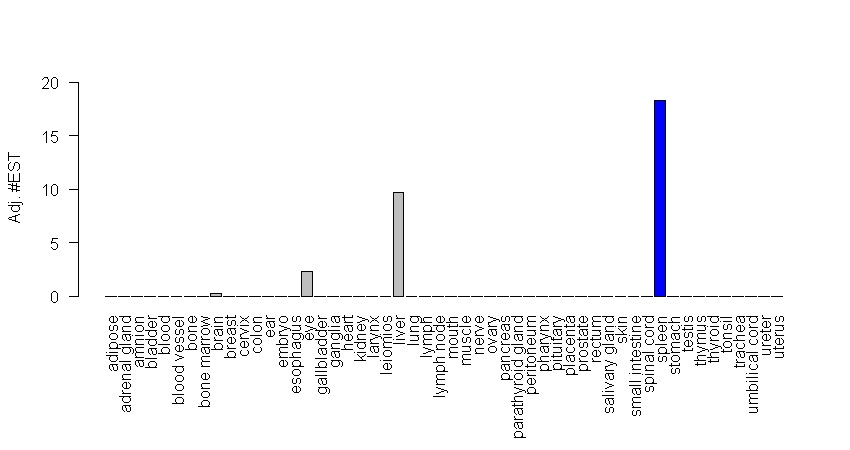 20
15
10
5
0
Adj. #EST
adipose
adrenal gland
amnion
bladder
blood
blood vessel
bone
bone marrow
brain
breast
cervix
colon
ear
embryo
esophagus
eye
gallbladder
ganglia
heart
kidney
larynx
leiomios
liver
lung
lymph
lymph node
mouth
muscle
nerve
ovary
pancreas
parathyroid gland
peritoneum
pharynx
pituitary
placenta
prostate
rectum
salivary gland
skin
small intestine
spinal cord
spleen
stomach
testis
thymus
thyroid
tonsil
trachea
umbilical cord
ureter
uterus